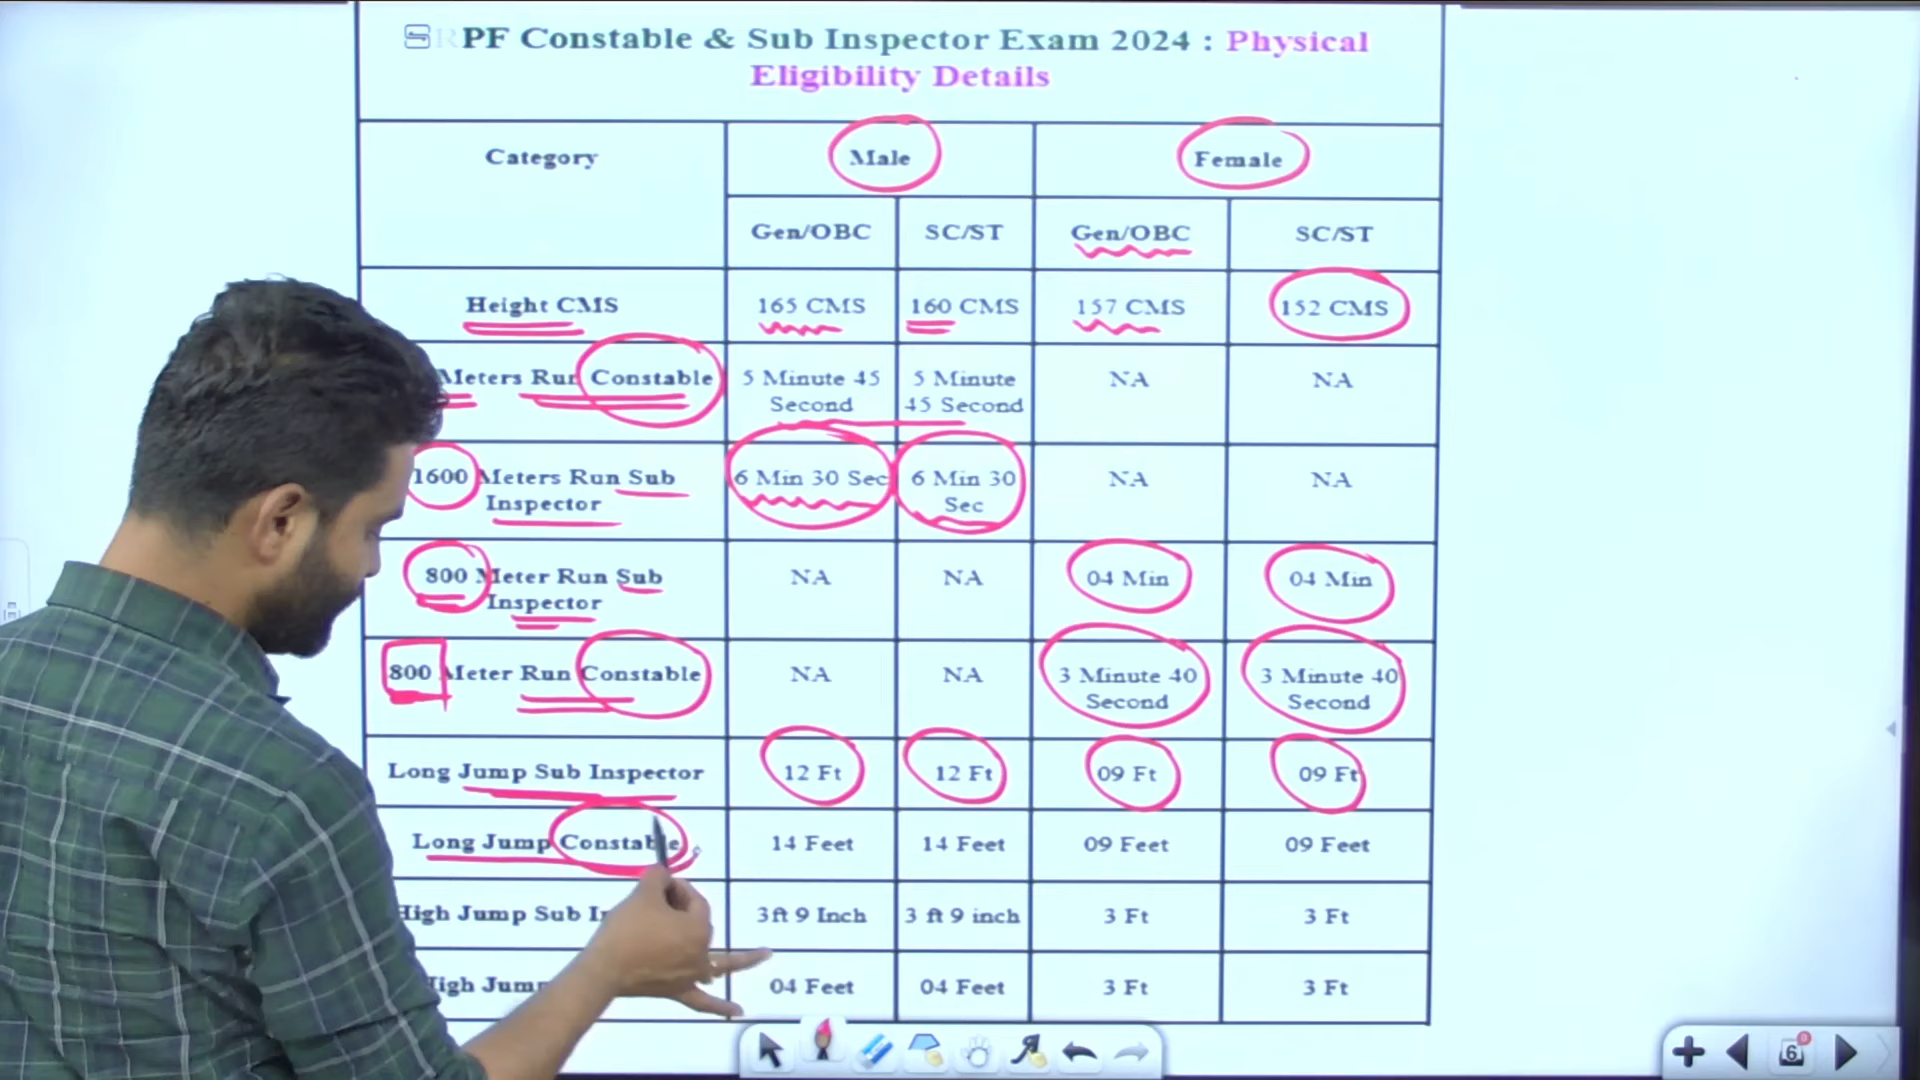 RPF Constable & Sub Inspector Exam 2024 : Physical
Eligibility Details
Category
Male
Female
Gen/OBC
SC/ST
Gen/OBC
SC/ST
Height CMS
165 CMS
160 CMS
157 CMS
152 CMS
Meters Run Constable
5 Minute 45
Second
5 Minute
45 Second
NA
NA
1600 Meters Run Sub
Inspector
6 Min 30 Sec
6 Min 30
Sec
NA
NA
800 Meter Run Sub
Inspector
NA
NA
04 Min
04 Min
800 Meter Run Constable
NA
NA
3 Minute 40
Second
3 Minute 40
Second
Long Jump Sub Inspector
12 Ft
12 Ft
09 Ft
09 Ft
Long Jump Constable
14 Feet
14 Feet
09 Feet
09 Feet
High Jump Sub
3ft 9 Inch
3 ft 9 inch
3 Ft
3 Ft
High Jump
04 Feet
04 Feet
3 Ft
3 Ft
6